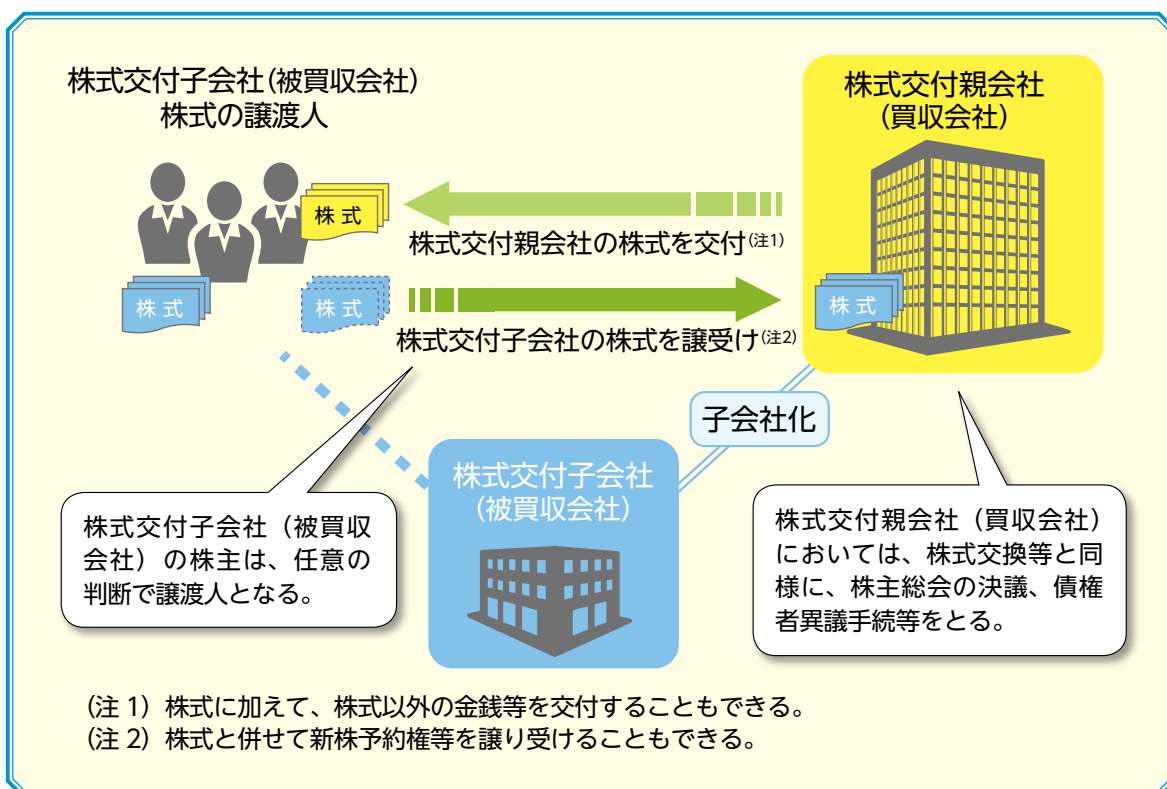 株式交付子会社(被買収会社)
株式の譲渡人
株式交付親会社
(買収会社)
株式
株式交付親会社の株式を交付(注1)
株式
株式
株式
株式交付子会社の株式を譲受け(注2)
子会社化
株式交付子会社
(被買収会社)
株式交付子会社(被買収
会社)の株主は、任意の
判断で譲渡人となる。
株式交付親会社(買収会社)
においては、株式交換等と同
様に、株主総会の決議、債権
者異議手続等をとる。
(注1)株式に加えて、株式以外の金銭等を交付することもできる。
(注2)株式と併せて新株予約権等を譲り受けることもできる。